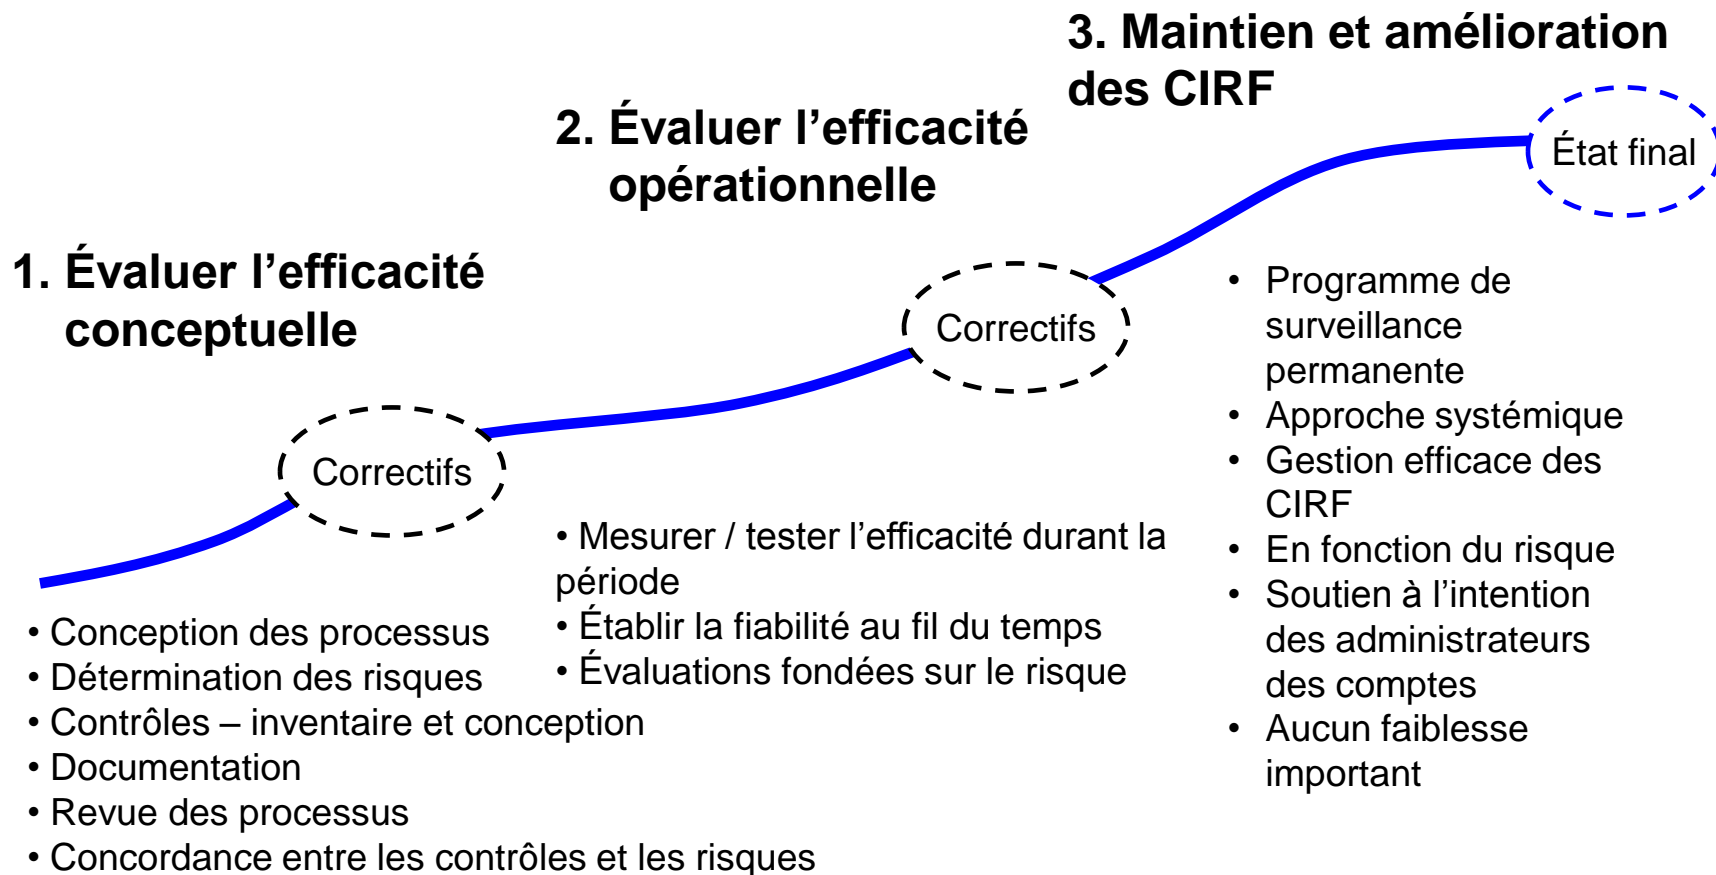 1. Évaluer l’efficacité
conceptuelle
Correctifs
• Conception des processus
• Détermination des risques
• Contrôles – inventaire et conception
• Documentation
• Revue des processus
• Concordance entre les contrôles et les risques
2. Évaluer l’efficacité
opérationnelle
Correctifs
• Mesurer / tester l’efficacité durant la
période
• Établir la fiabilité au fil du temps
• Évaluations fondées sur le risque
3. Maintien et amélioration
des CIRF
État final
• Programme de
surveillance
permanente
• Approche systémique
• Gestion efficace des
CIRF
• En fonction du risque
• Soutien à l’intention
des administrateurs
des comptes
• Aucun faiblesse
important